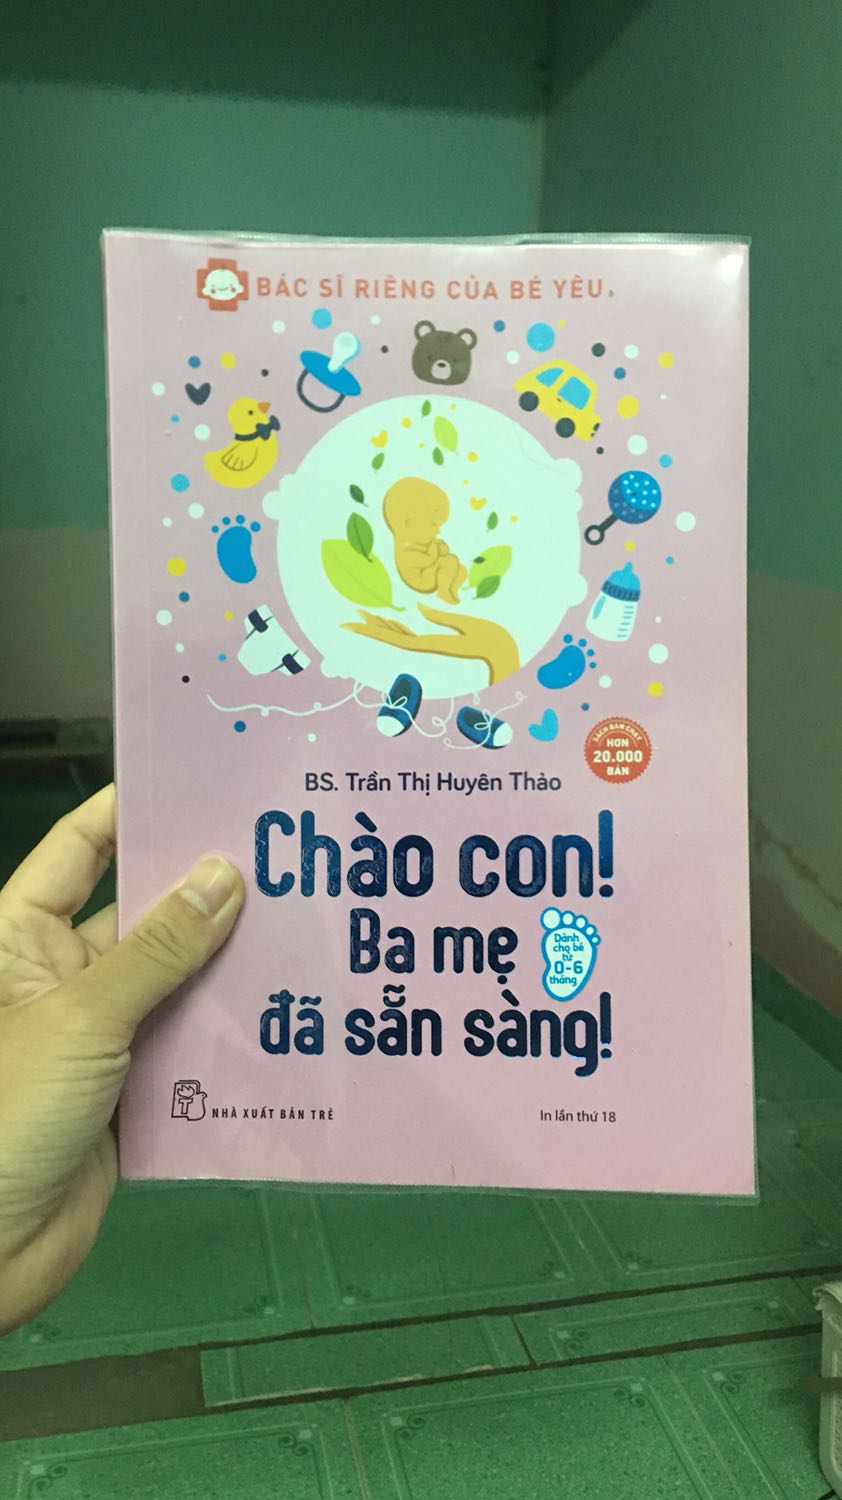 BÁC SĨ RIÊNG CỦA BÉ YÊU
SÁCH BÁN CHẠY
HƠN
20.000
BẢN
BS. Trần Thị Huyên Thảo
Chào con!
Ba mẹ
Dành
cho bé
từ
0-6
tháng
đã sẵn sàng!
T
NHÀ XUẤT BẢN TRẺ
In lần thứ 18